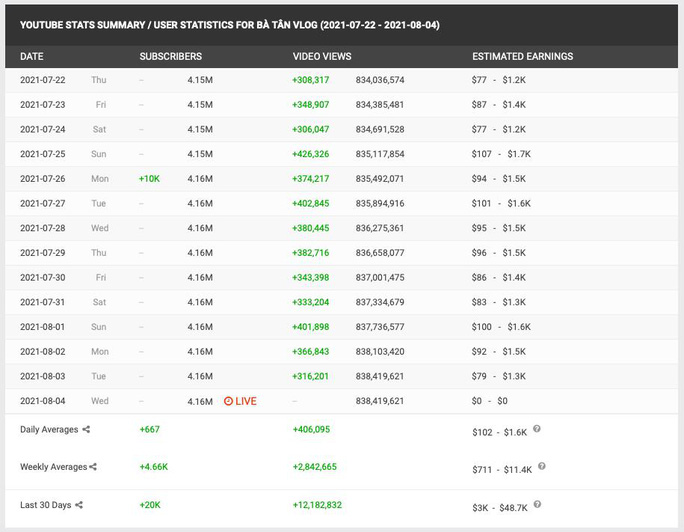 YOUTUBE STATS SUMMARY / USER STATISTICS FOR BÀ TÂN VLOG (2021-07-22 - 2021-08-04)
DATE SUBSCRIBERS VIDEO VIEWS ESTIMATED EARNINGS
2021-07-22 Thu -- 4.15M +308,317 834,036,574 $77 - $1.2K
2021-07-23 Fri -- 4.15M +348,907 834,385,481 $87 - $1.4K
2021-07-24 Sat -- 4.15M +306,047 834,691,528 $77 - $1.2K
2021-07-25 Sun -- 4.15M +426,326 835,117,854 $107 - $1.7K
2021-07-26 Mon +10K 4.16M +374,217 835,492,071 $94 - $1.5K
2021-07-27 Tue -- 4.16M +402,845 835,894,916 $101 - $1.6K
2021-07-28 Wed -- 4.16M +380,445 836,275,361 $95 - $1.5K
2021-07-29 Thu -- 4.16M +382,716 836,658,077 $96 - $1.5K
2021-07-30 Fri -- 4.16M +343,398 837,001,475 $86 - $1.4K
2021-07-31 Sat -- 4.16M +333,204 837,334,679 $83 - $1.3K
2021-08-01 Sun -- 4.16M +401,898 837,736,577 $100 - $1.6K
2021-08-02 Mon -- 4.16M +366,843 838,103,420 $92 - $1.5K
2021-08-03 Tue -- 4.16M +316,201 838,419,621 $79 - $1.3K
2021-08-04 Wed -- 4.16M LIVE -- 838,419,621 $0 - $0
Daily Averages +667 +406,095 $102 - $1.6K ?
Weekly Averages +4.66K +2,842,665 $711 - $11.4K ?
Last 30 Days +20K +12,182,832 $3K - $48.7K ?